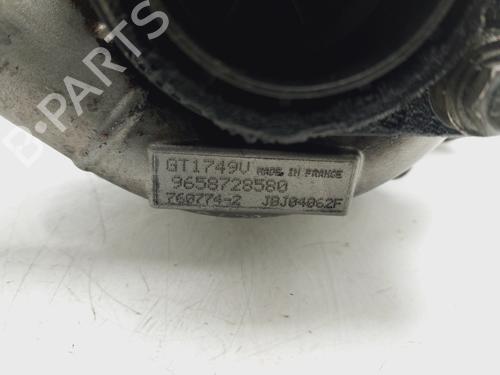 GT1749V MADE IN FRANCE
9658728580
760774-2 JBJ04062F
B-PARTS